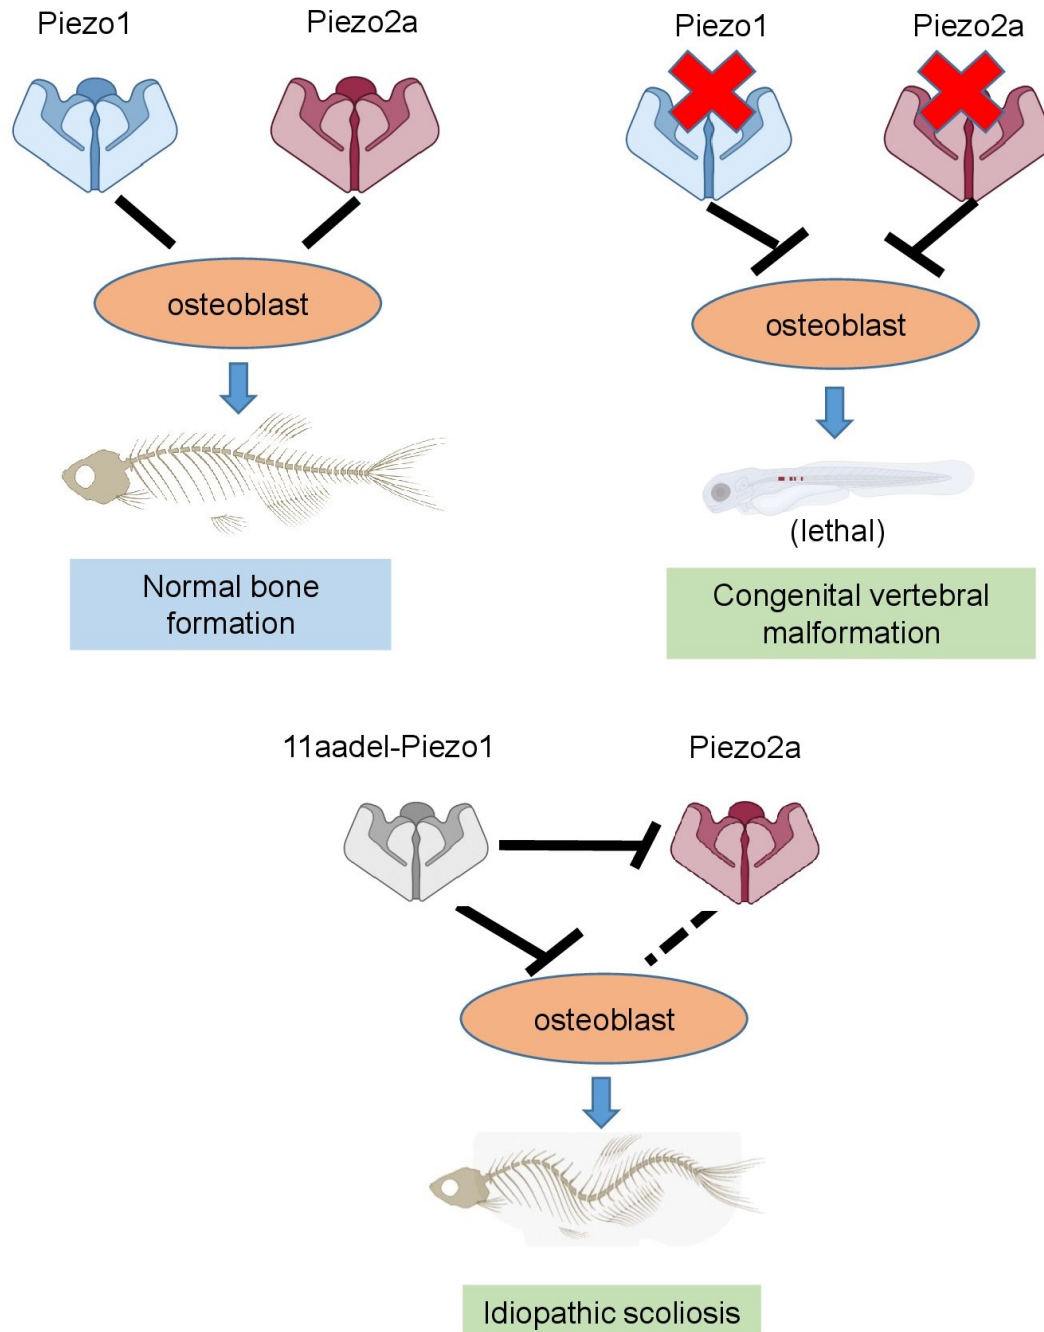 Piezo1
Piezo2a
osteoblast
Normal bone
formation
Piezo1
Piezo2a
osteoblast
(lethal)
Congenital vertebral
malformation
11aadel-Piezo1
Piezo2a
osteoblast
Idiopathic scoliosis